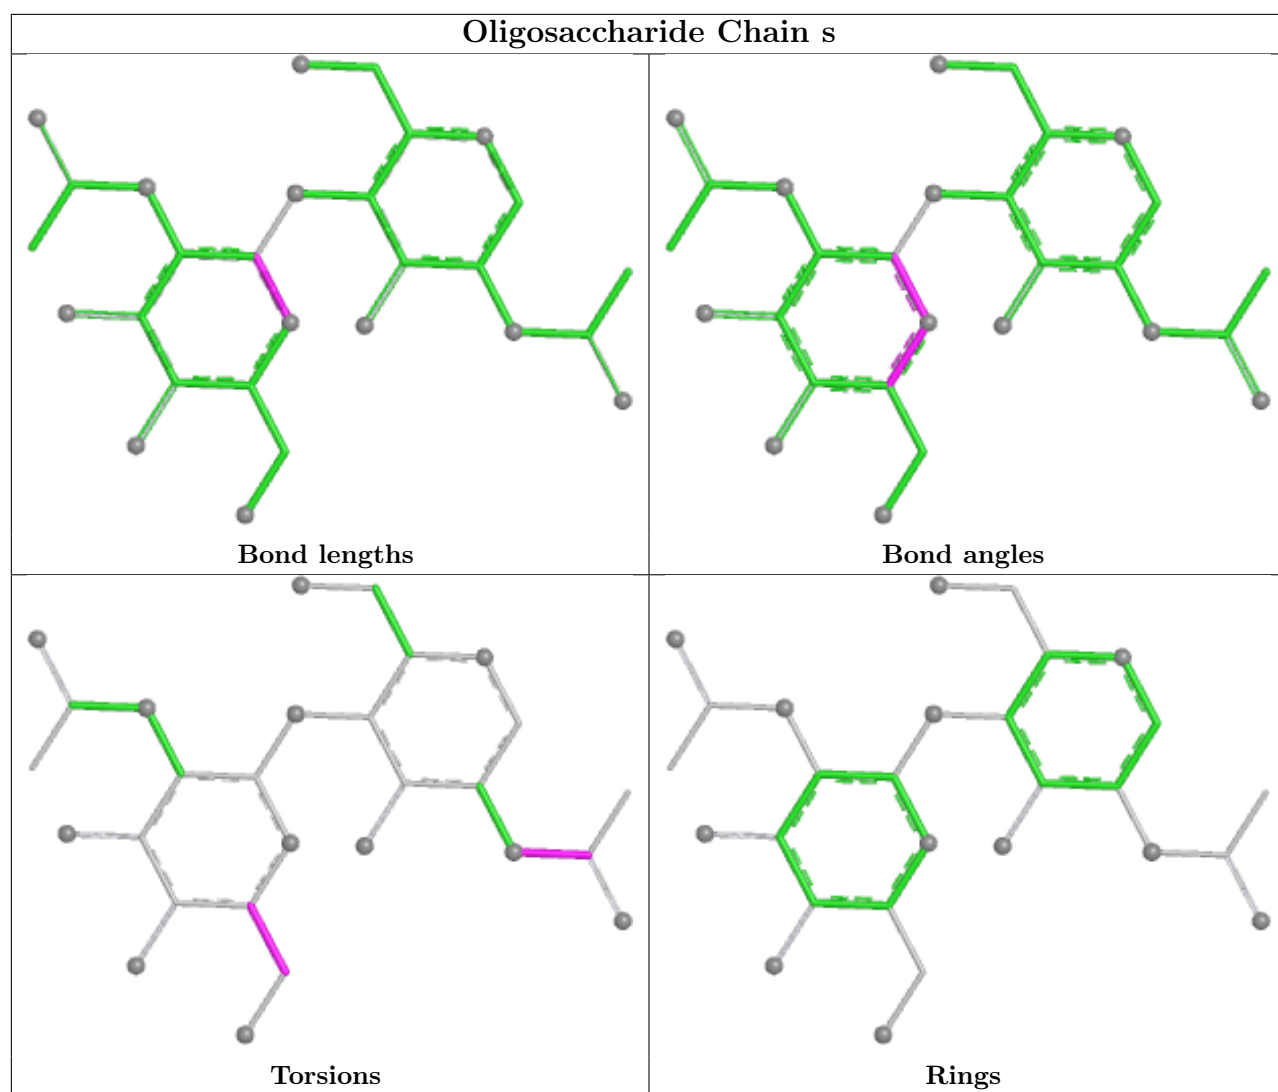 Oligosaccharide Chain s
Bond lengths
Bond angles
Torsions
Rings